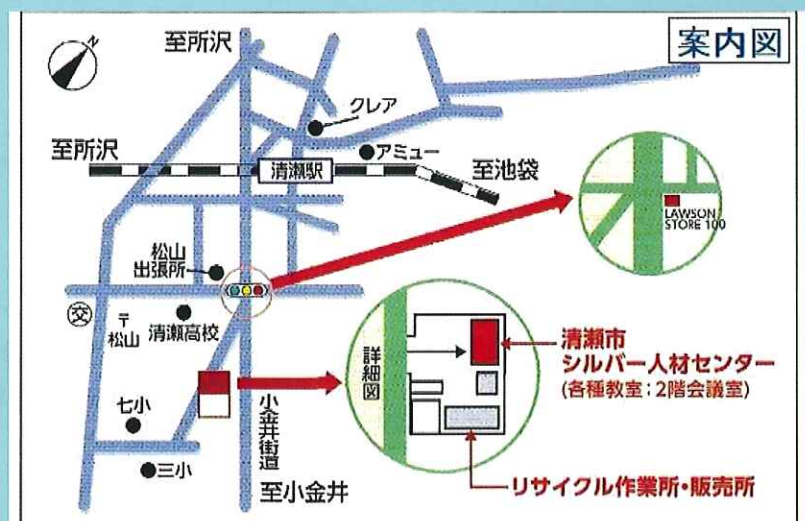 案内図
N
至所沢
クレア
アミュー
至所沢
清瀬駅
至池袋
LAWSON
STORE 100
松山
出張所
交
〒
松山
清瀬高校
詳細図
清瀬市
シルバー人材センター
(各種教室:2階会議室)
七小
三小
小金井街道
至小金井
リサイクル作業所・販売所